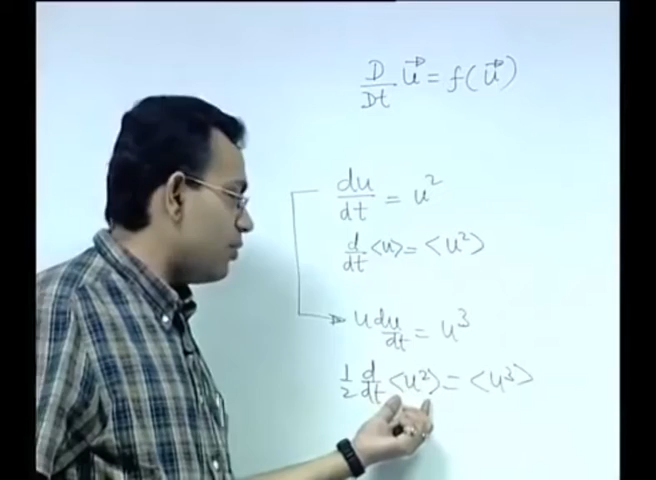 D/Dt u⃗ = f(u⃗)
du/dt = u²
d/dt <u> = <u²>
u du/dt = u³
1/2 d/dt <u²> = <u³>